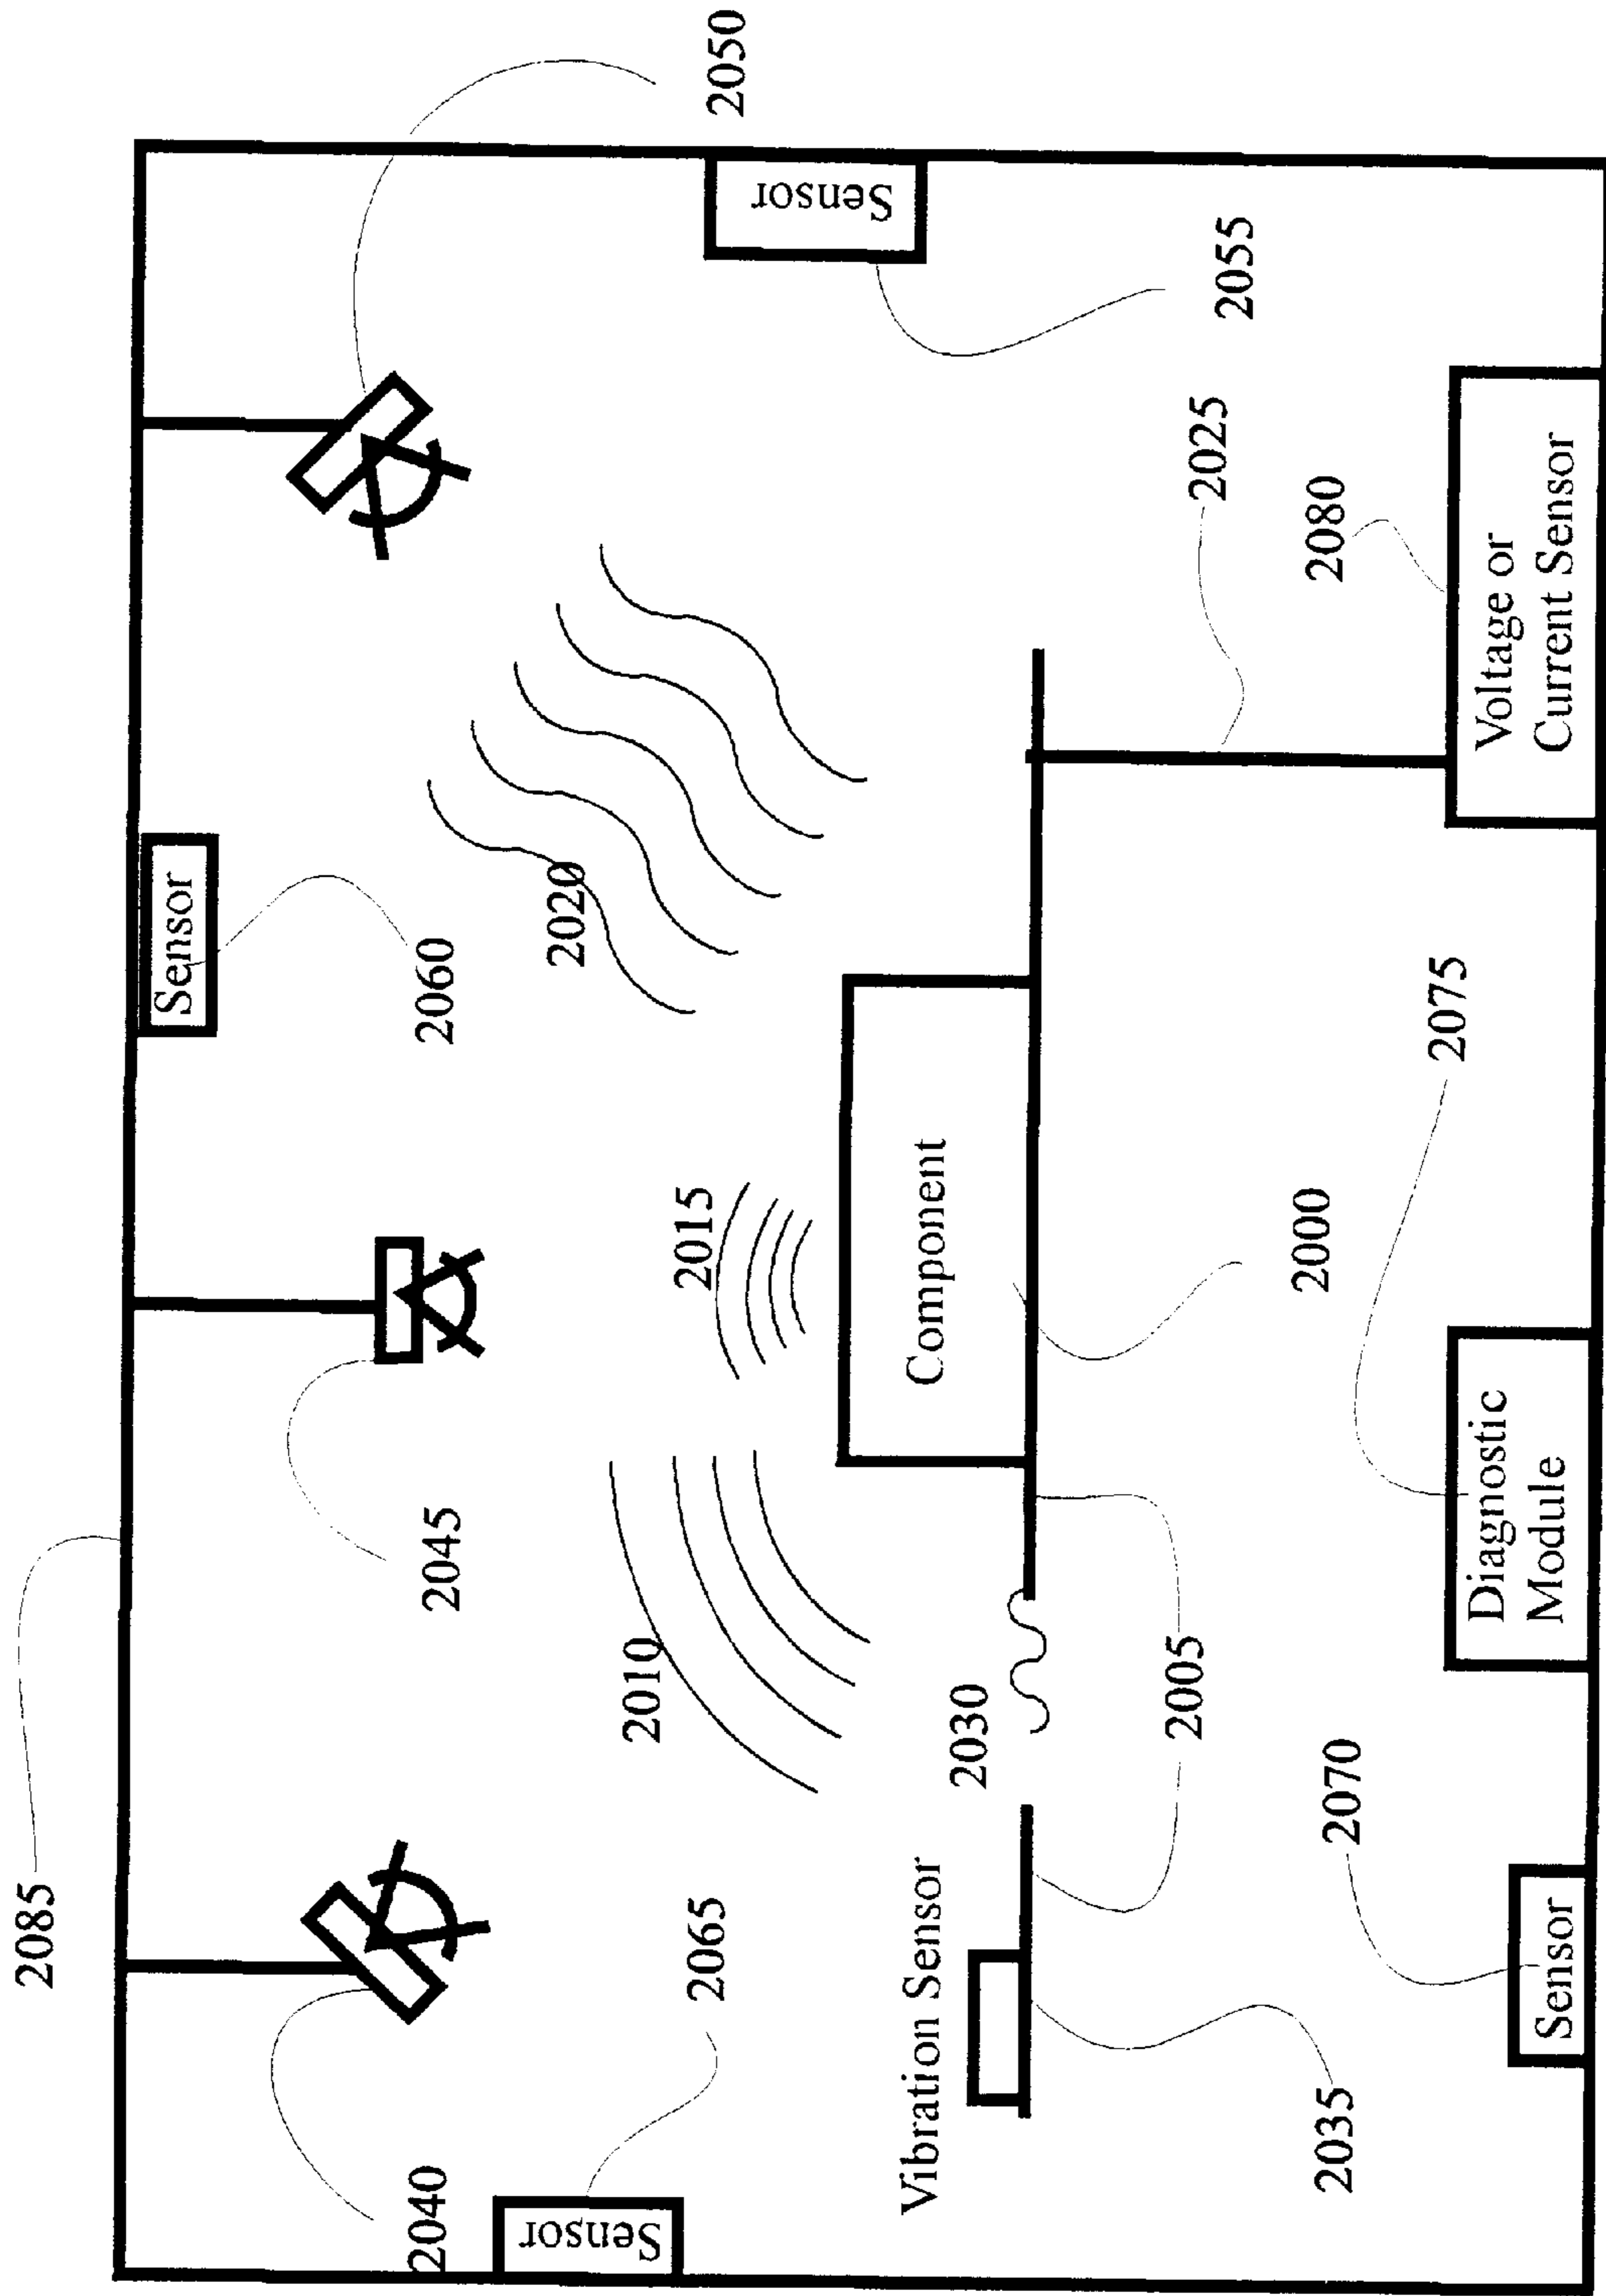 2085
2040
2045
2050
Sensor
2060
Sensor
2065
2010
2015
2020
Sensor
2055
Vibration Sensor
2030
Component
2035
2005
2000
2025
2070
2075
2080
Sensor
Diagnostic
Module
Voltage or
Current Sensor